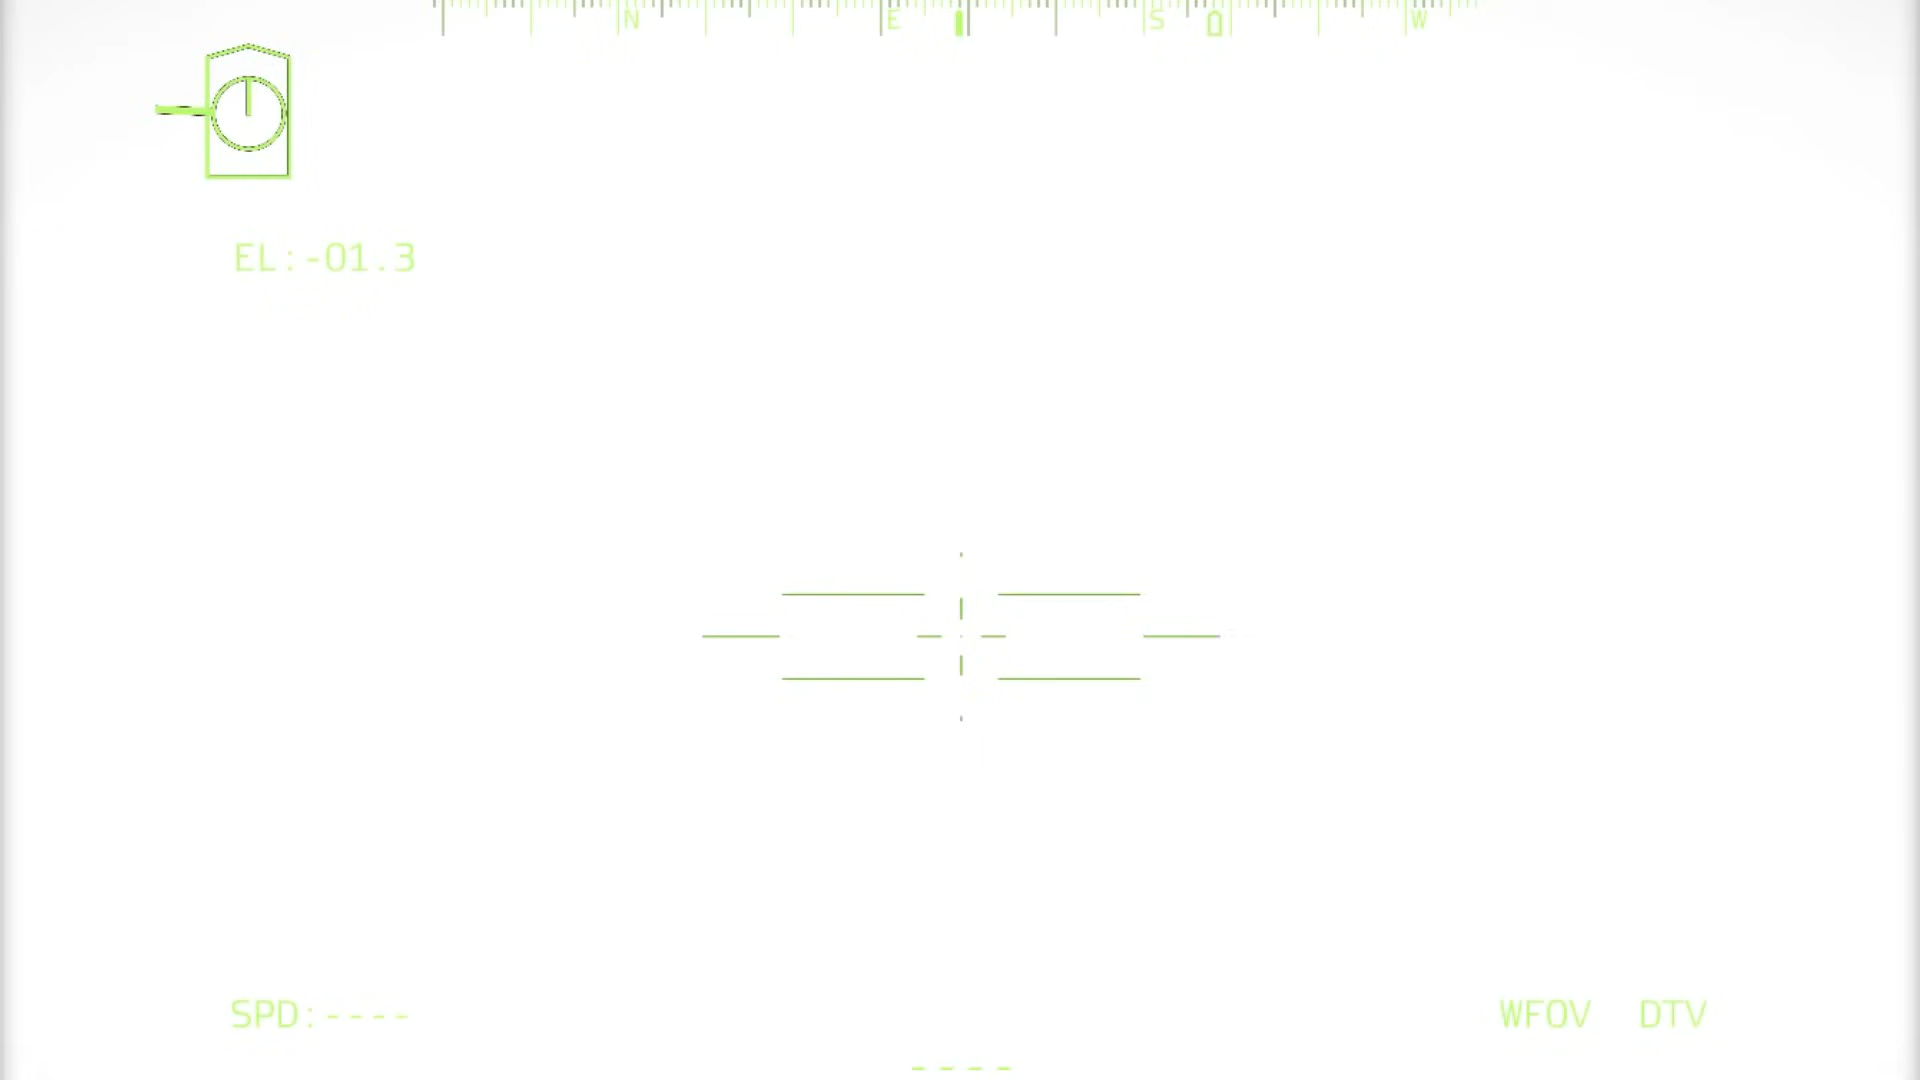 N E S W
EL:-01.3
SPD:----
WFOV DTV
----